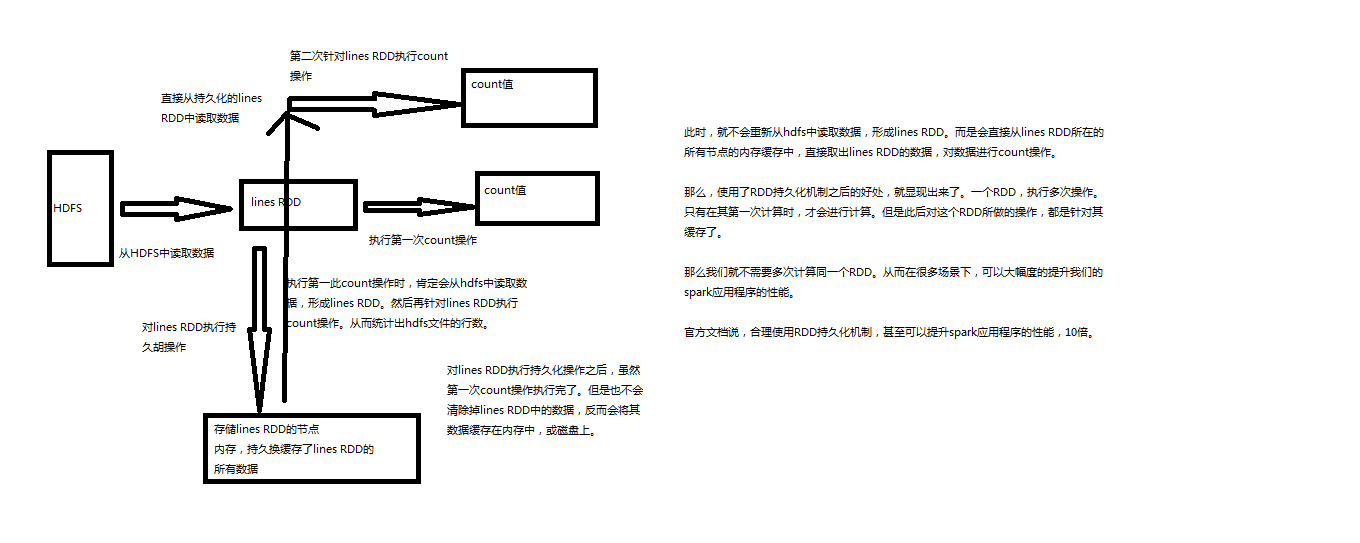 第二次针对lines RDD执行count
操作
count值
直接从持久化的lines
RDD中读取数据
HDFS
lines RDD
count值
从HDFS中读取数据
执行第一次count操作
执行第一此count操作时，肯定会从hdfs中读取数
据，形成lines RDD。然后再针对lines RDD执行
count操作。从而统计出hdfs文件的行数。
对lines RDD执行持
久胡操作
对lines RDD执行持久化操作之后，虽然
第一次count操作执行完了。但是也不会
清除掉lines RDD中的数据，反而会将其
数据缓存在内存中，或磁盘上。
存储lines RDD的节点
内存，持久换缓存了lines RDD的
所有数据
此时，就不会重新从hdfs中读取数据，形成lines RDD。而是会直接从lines RDD所在的
所有节点的内存缓存中，直接取出lines RDD的数据，对数据进行count操作。
那么，使用了RDD持久化机制之后的好处，就显现出来了。一个RDD，执行多次操作。
只有在其第一次计算时，才会进行计算。但是此后对这个RDD所做的操作，都是针对其
缓存了。
那么我们就不需要多次计算同一个RDD。从而在很多场景下，可以大幅度的提升我们的
spark应用程序的性能。
官方文档说，合理使用RDD持久化机制，甚至可以提升spark应用程序的性能，10倍。